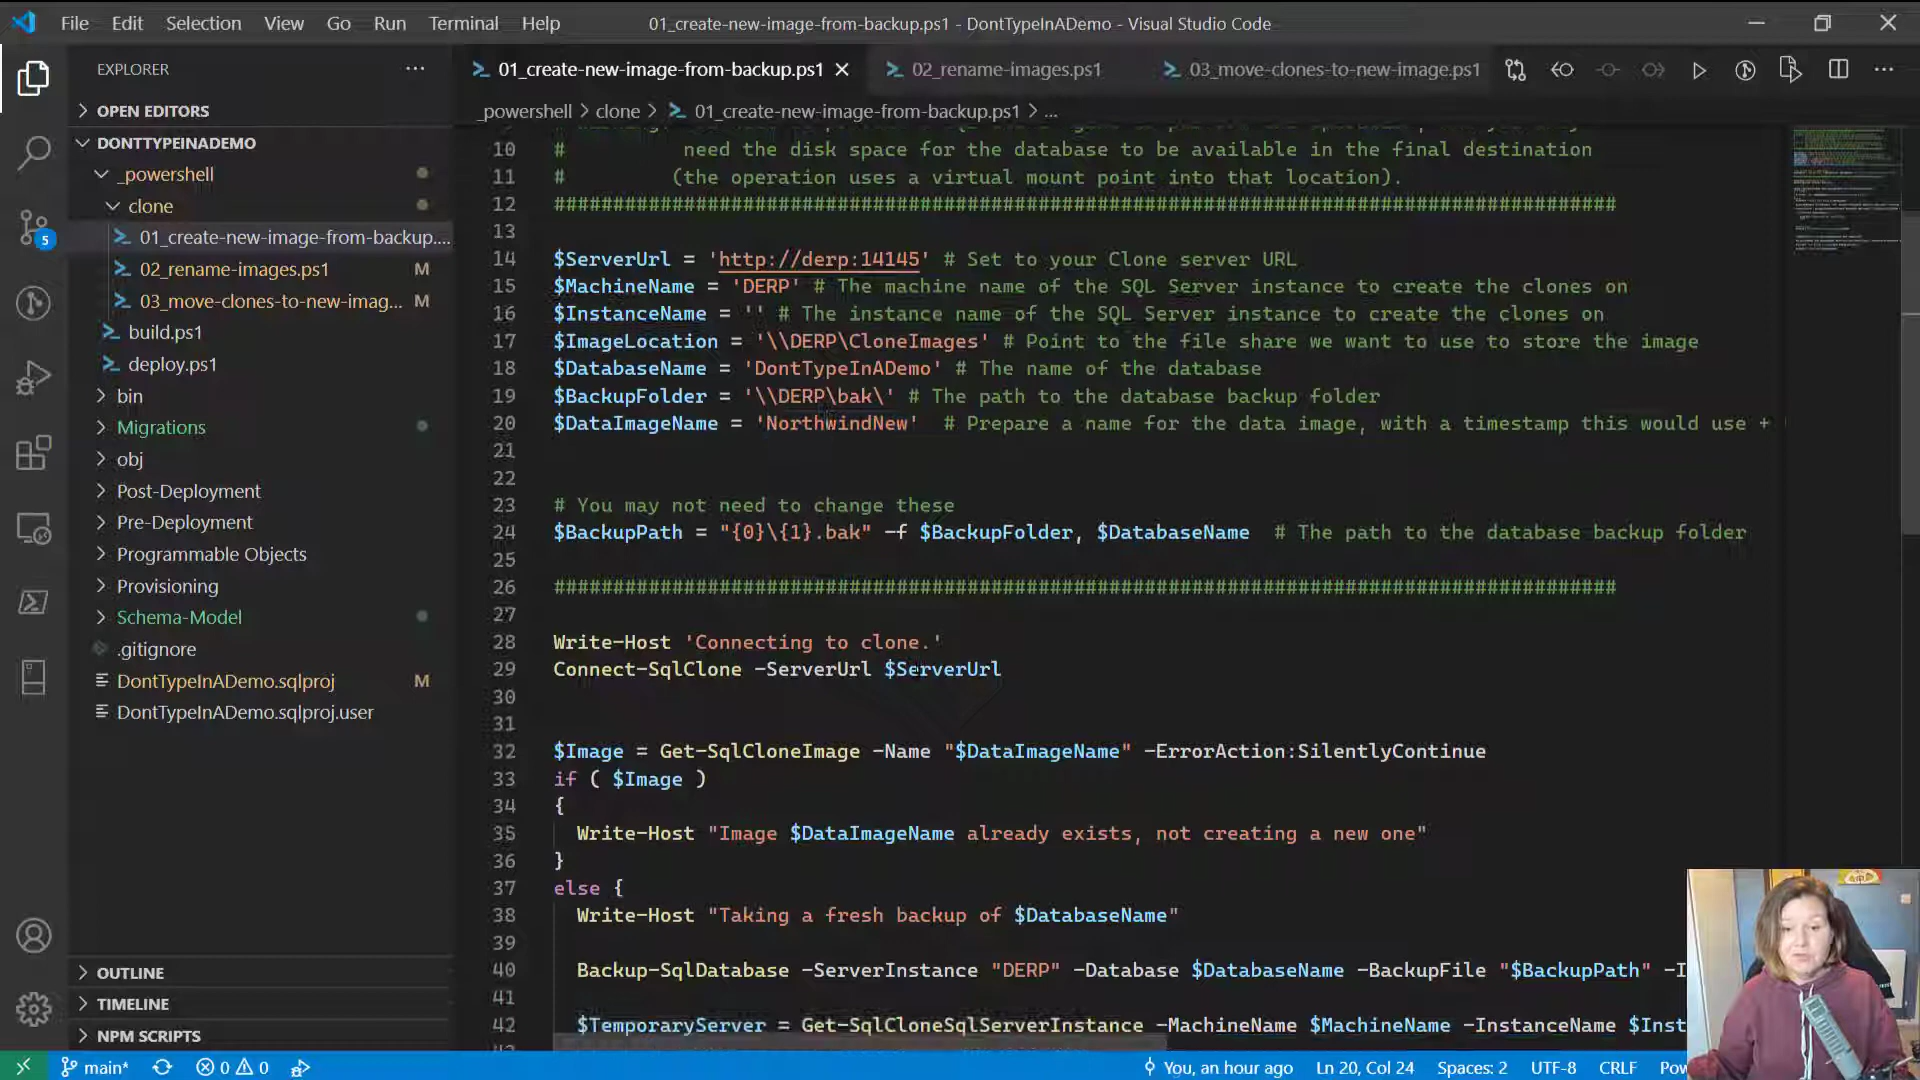 File Edit Selection View Go Run Terminal Help
01_create-new-image-from-backup.ps1 - DontTypeInADemo - Visual Studio Code
EXPLORER
OPEN EDITORS
DONTTYPEINADEMO
_powershell
clone
01_create-new-image-from-backup....
02_rename-images.ps1 M
03_move-clones-to-new-imag... M
build.ps1
deploy.ps1
bin
Migrations
obj
Post-Deployment
Pre-Deployment
Programmable Objects
Provisioning
Schema-Model
.gitignore
DontTypeInADemo.sqlproj M
DontTypeInADemo.sqlproj.user
OUTLINE
TIMELINE
NPM SCRIPTS
5
01_create-new-image-from-backup.ps1
02_rename-images.ps1
03_move-clones-to-new-image.ps1
_powershell > clone > 01_create-new-image-from-backup.ps1 > ...
10 # need the disk space for the database to be available in the final destination
11 # (the operation uses a virtual mount point into that location).
12 ##########################################################################################
13
14 $ServerUrl = 'http://derp:14145' # Set to your Clone server URL
15 $MachineName = 'DERP' # The machine name of the SQL Server instance to create the clones on
16 $InstanceName = '' # The instance name of the SQL Server instance to create the clones on
17 $ImageLocation = '\\DERP\CloneImages' # Point to the file share we want to use to store the image
18 $DatabaseName = 'DontTypeInADemo' # The name of the database
19 $BackupFolder = '\\DERP\bak\' # The path to the database backup folder
20 $DataImageName = 'NorthwindNew' # Prepare a name for the data image, with a timestamp this would use +
21
22
23 # You may not need to change these
24 $BackupPath = "{0}\{1}.bak" -f $BackupFolder, $DatabaseName # The path to the database backup folder
25
26 ##########################################################################################
27
28 Write-Host 'Connecting to clone.'
29 Connect-SqlClone -ServerUrl $ServerUrl
30
31
32 $Image = Get-SqlCloneImage -Name "$DataImageName" -ErrorAction:SilentlyContinue
33 if ( $Image )
34 {
35 Write-Host "Image $DataImageName already exists, not creating a new one"
36 }
37 else {
38 Write-Host "Taking a fresh backup of $DatabaseName"
39
40 Backup-SqlDatabase -ServerInstance "DERP" -Database $DatabaseName -BackupFile "$BackupPath" -I
41
42 $TemporaryServer = Get-SqlCloneSqlServerInstance -MachineName $MachineName -InstanceName $Inst
main* 0 0 You, an hour ago Ln 20, Col 24 Spaces: 2 UTF-8 CRLF Pow